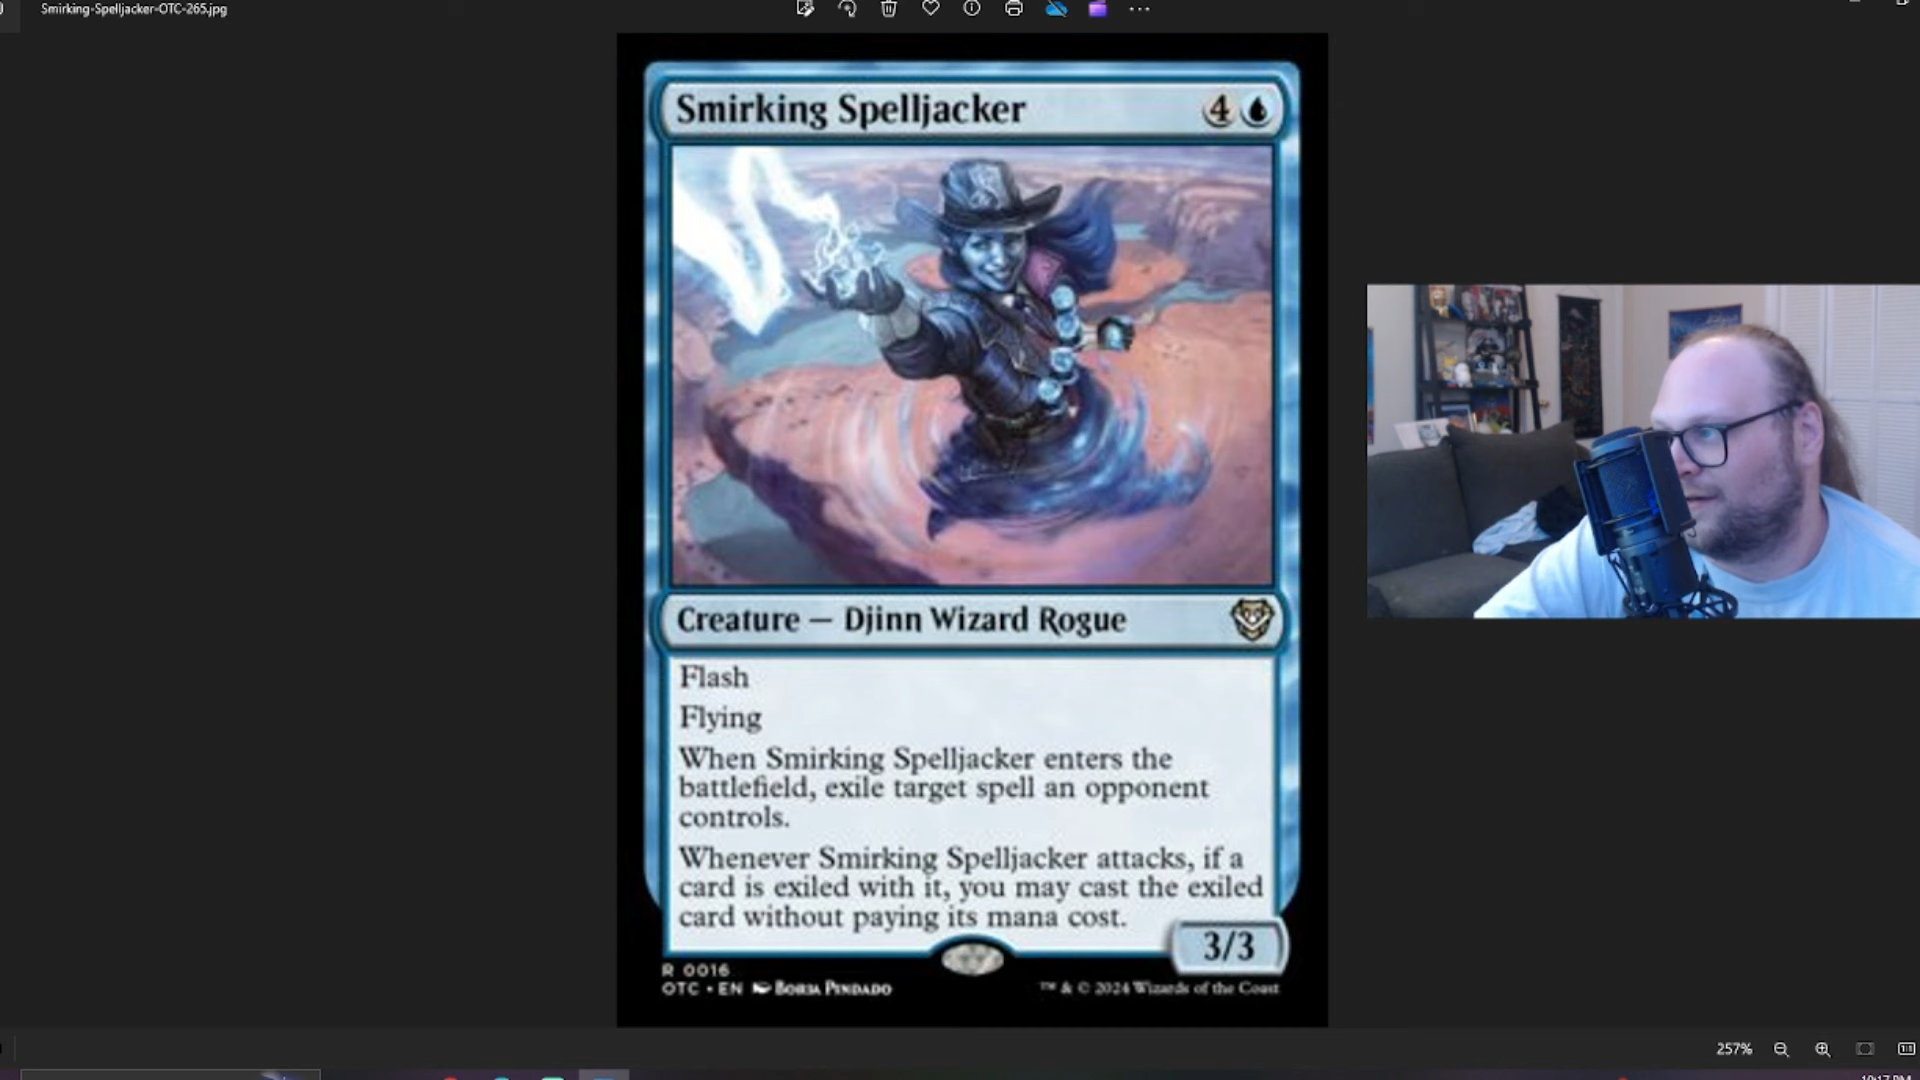 Smirking-Spelljacker-OTC-265.jpg
Smirking Spelljacker 4
Creature — Djinn Wizard Rogue
Flash
Flying
When Smirking Spelljacker enters the
battlefield, exile target spell an opponent
controls.
Whenever Smirking Spelljacker attacks, if a
card is exiled with it, you may cast the exiled
card without paying its mana cost.
3/3
R 0016
OTC • EN Borja Pindado
™ & © 2024 Wizards of the Coast
257%